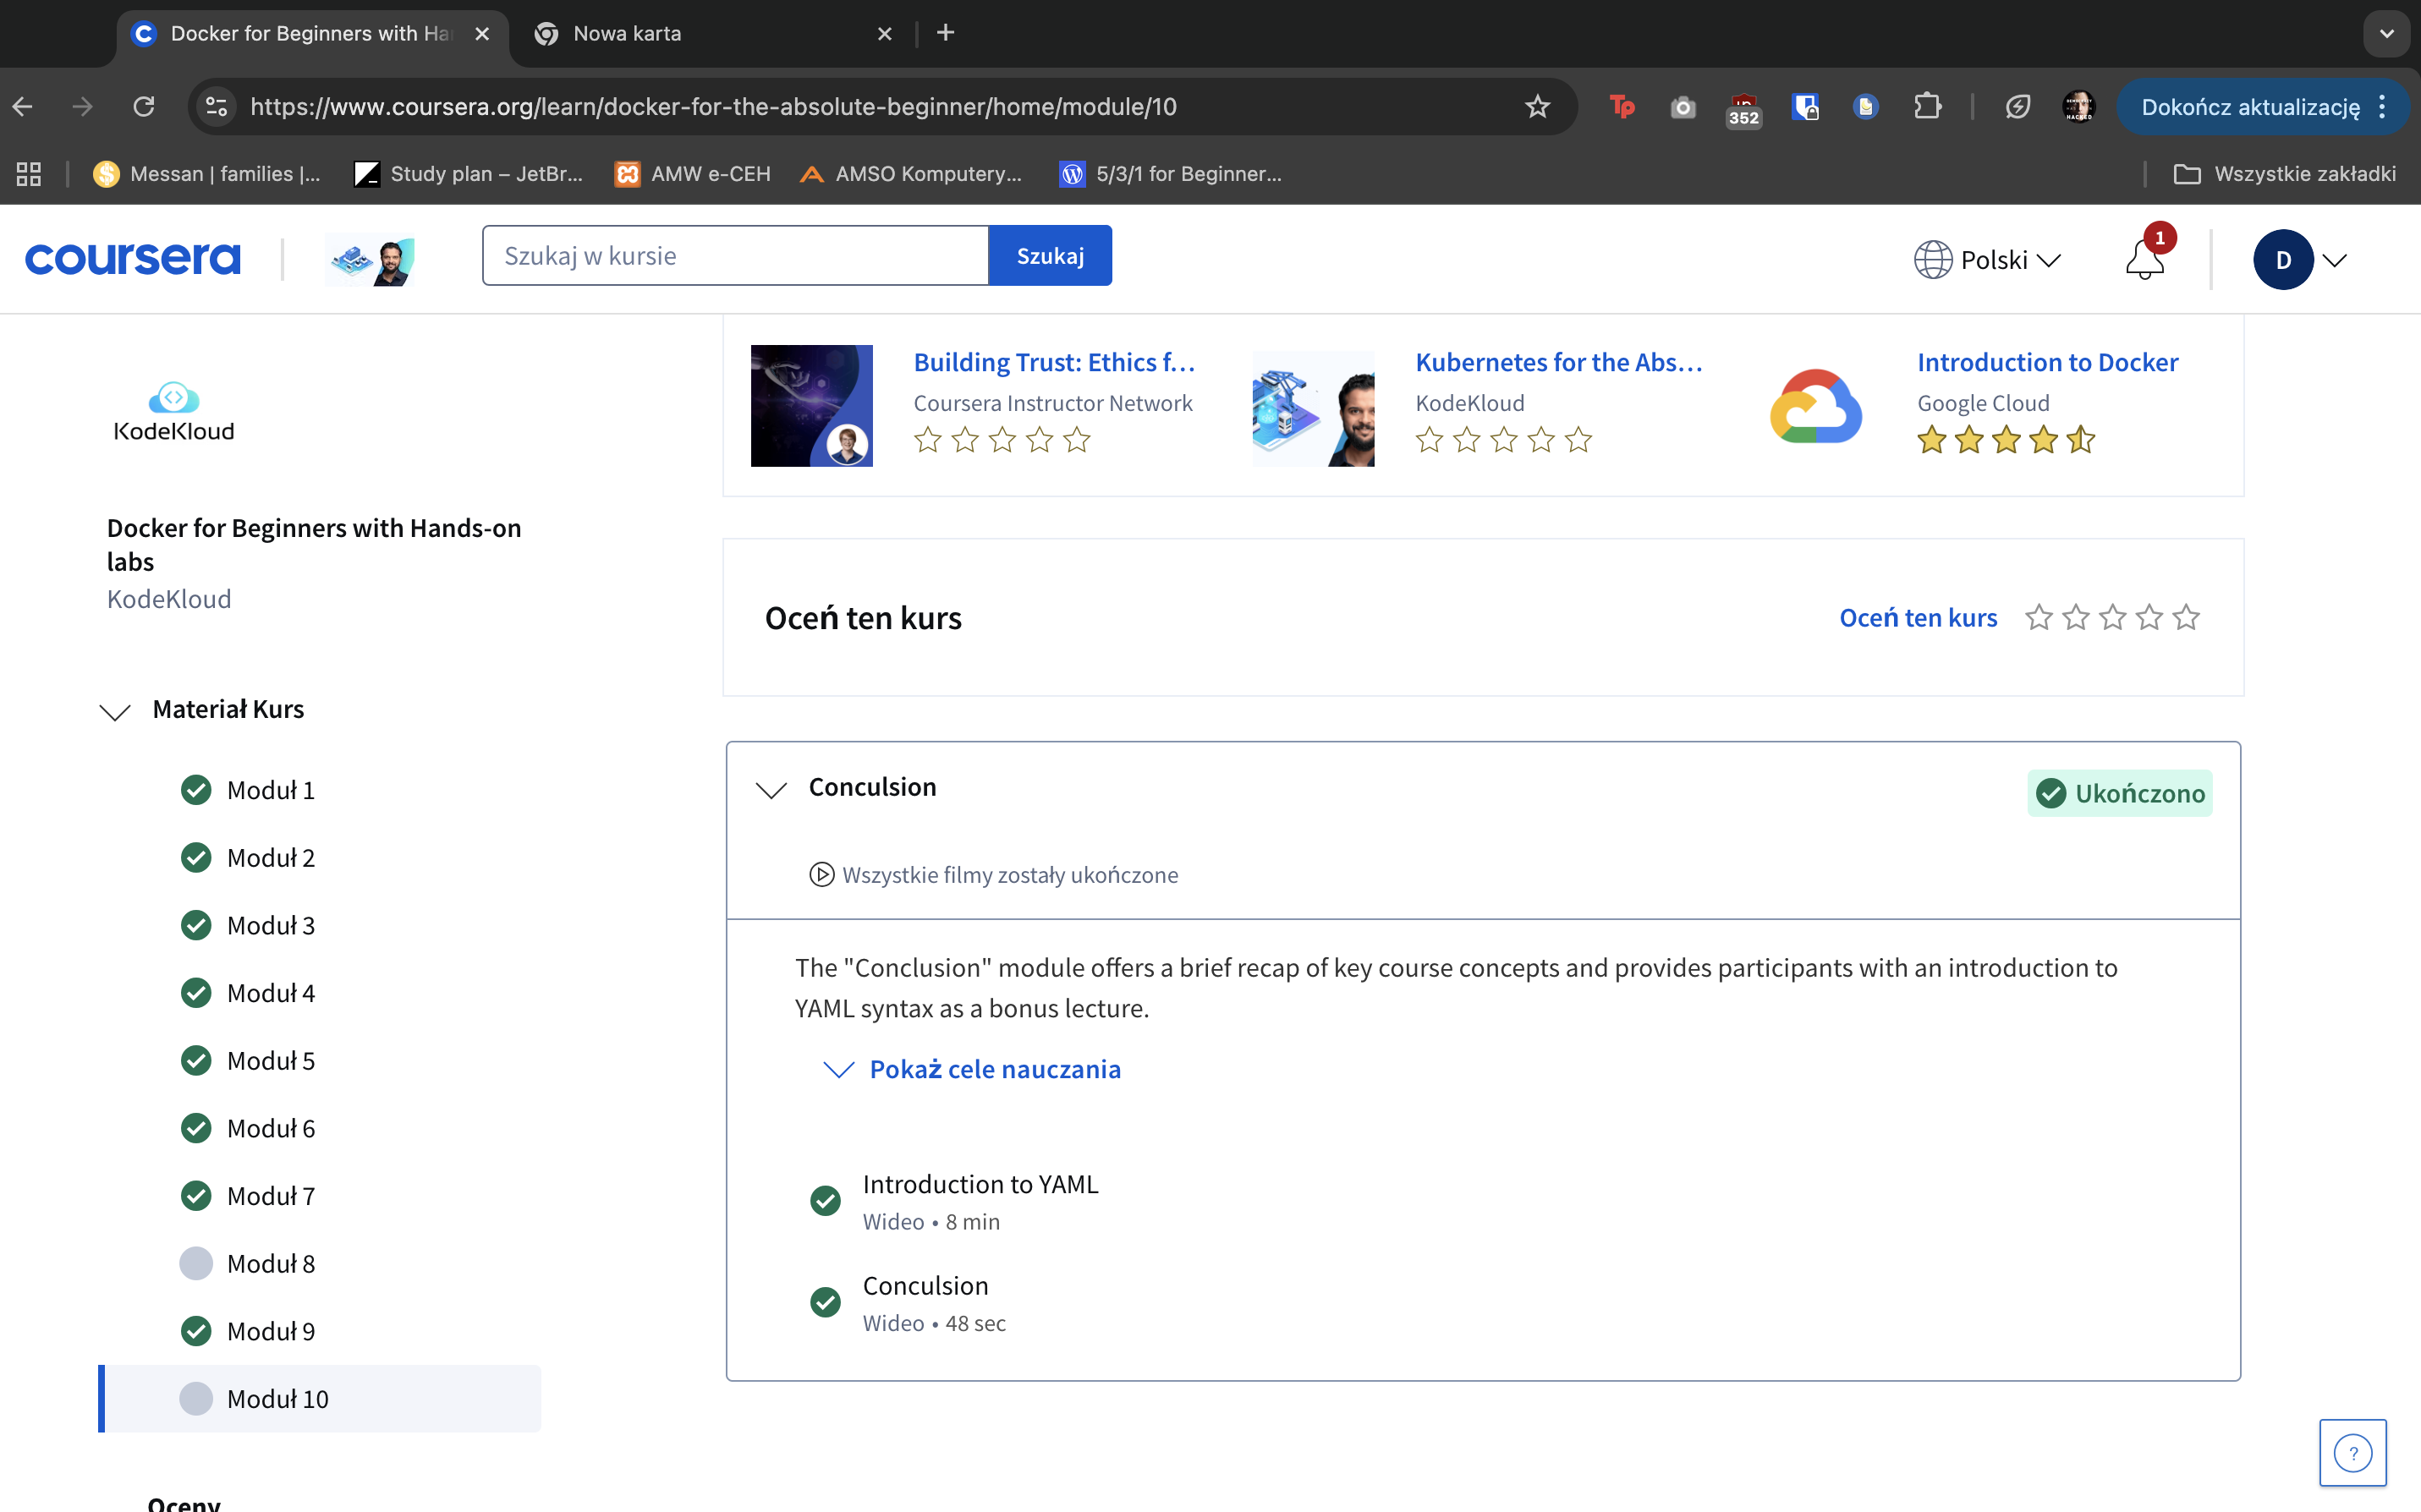 Docker for Beginners with Ha
Nowa karta
https://www.coursera.org/learn/docker-for-the-absolute-beginner/home/module/10
Tp
352
Dokończ aktualizację
Messan | families |...
Study plan – JetBr...
AMW e-CEH
AMSO Komputery...
5/3/1 for Beginner...
Wszystkie zakładki
coursera
Szukaj w kursie
Szukaj
Polski
1
D
KodeKloud
Docker for Beginners with Hands-on
labs
KodeKloud
Materiał Kurs
Moduł 1
Moduł 2
Moduł 3
Moduł 4
Moduł 5
Moduł 6
Moduł 7
Moduł 8
Moduł 9
Moduł 10
Oceny
Building Trust: Ethics f...
Coursera Instructor Network
Kubernetes for the Abs...
KodeKloud
Introduction to Docker
Google Cloud
Oceń ten kurs
Oceń ten kurs
Conculsion
Ukończono
Wszystkie filmy zostały ukończone
The "Conclusion" module offers a brief recap of key course concepts and provides participants with an introduction to
YAML syntax as a bonus lecture.
Pokaż cele nauczania
Introduction to YAML
Wideo • 8 min
Conculsion
Wideo • 48 sec
?